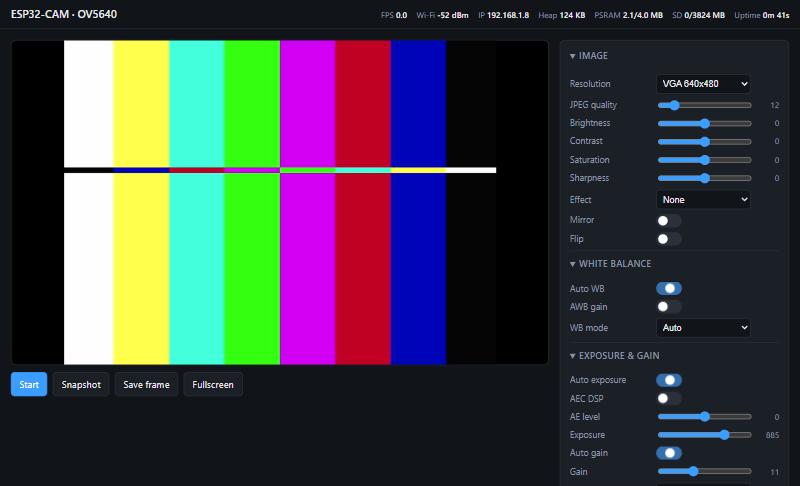 ESP32-CAM · OV5640
FPS 0.0 Wi-Fi -52 dBm IP 192.168.1.8 Heap 124 KB PSRAM 2.1/4.0 MB SD 0/3824 MB Uptime 0m 41s
▾ IMAGE
Resolution VGA 640x480
JPEG quality 12
Brightness 0
Contrast 0
Saturation 0
Sharpness 0
Effect None
Mirror
Flip
▾ WHITE BALANCE
Auto WB
AWB gain
WB mode Auto
▾ EXPOSURE & GAIN
Auto exposure
AEC DSP
AE level 0
Exposure 885
Auto gain
Gain 11
Start Snapshot Save frame Fullscreen